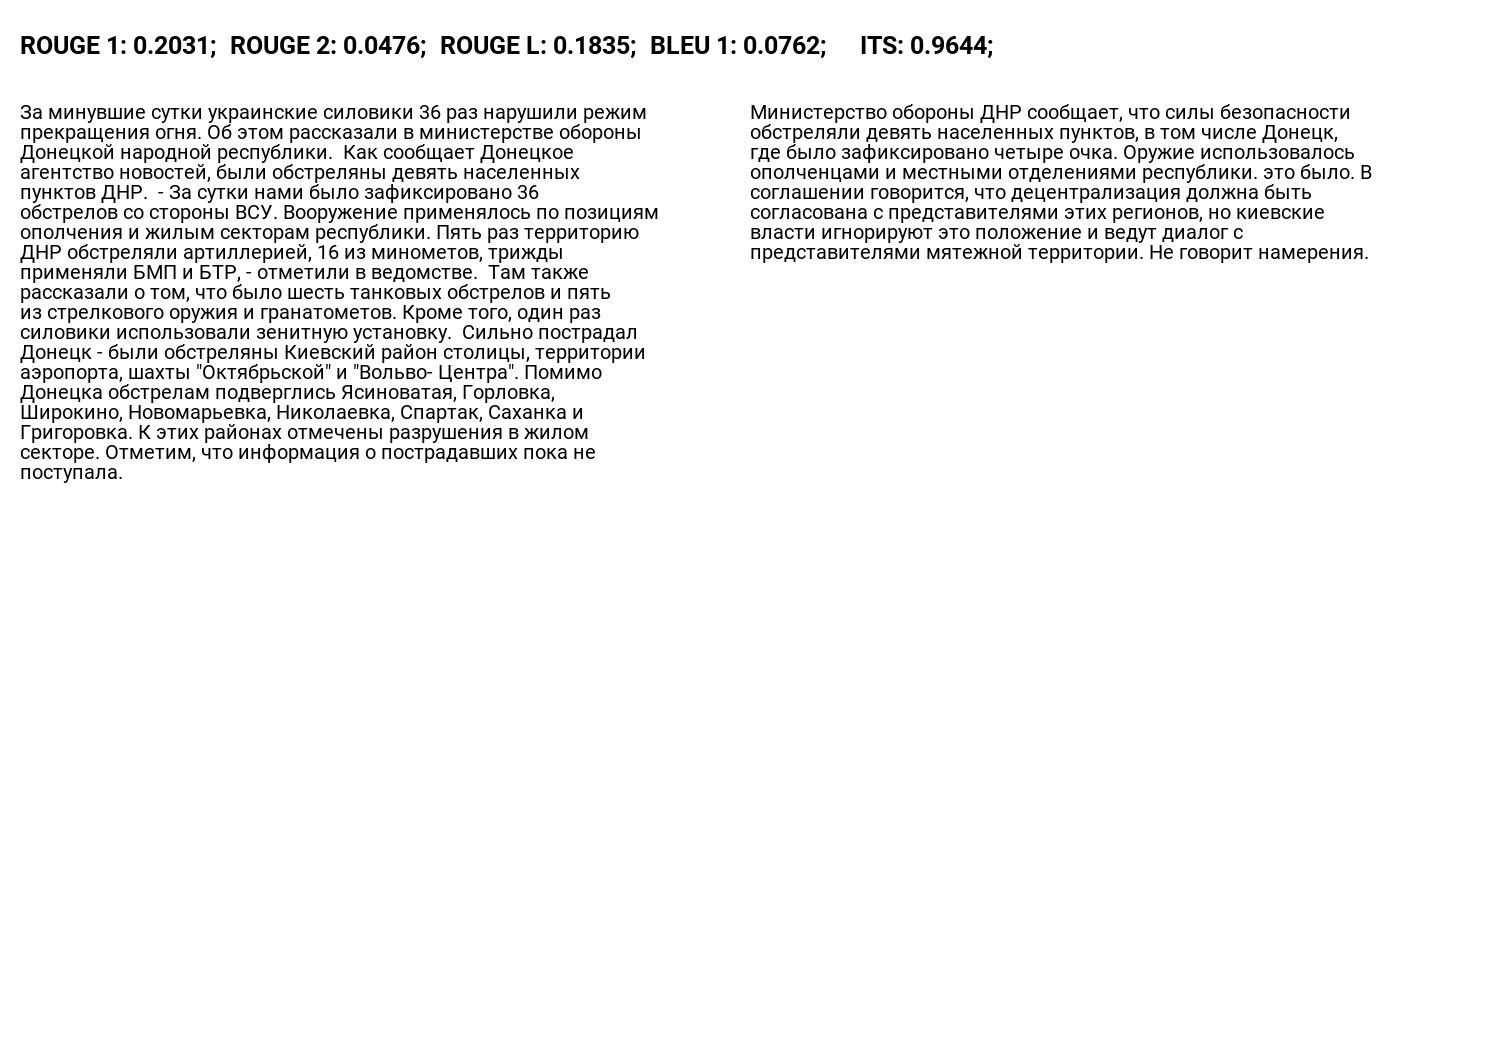 ROUGE 1: 0.2031; ROUGE 2: 0.0476; ROUGE L: 0.1835; BLEU 1: 0.0762; ITS: 0.9644;
За минувшие сутки украинские силовики 36 раз нарушили режим
прекращения огня. Об этом рассказали в министерстве обороны
Донецкой народной республики.  Как сообщает Донецкое
агентство новостей, были обстреляны девять населенных
пунктов ДНР.  - За сутки нами было зафиксировано 36
обстрелов со стороны ВСУ. Вооружение применялось по позициям
ополчения и жилым секторам республики. Пять раз территорию
ДНР обстреляли артиллерией, 16 из минометов, трижды
применяли БМП и БТР, - отметили в ведомстве.  Там также
рассказали о том, что было шесть танковых обстрелов и пять
из стрелкового оружия и гранатометов. Кроме того, один раз
силовики использовали зенитную установку.  Сильно пострадал
Донецк - были обстреляны Киевский район столицы, территории
аэропорта, шахты "Октябрьской" и "Вольво- Центра". Помимо
Донецка обстрелам подверглись Ясиноватая, Горловка,
Широкино, Новомарьевка, Николаевка, Спартак, Саханка и
Григоровка. К этих районах отмечены разрушения в жилом
секторе. Отметим, что информация о пострадавших пока не
поступала.
Министерство обороны ДНР сообщает, что силы безопасности
обстреляли девять населенных пунктов, в том числе Донецк,
где было зафиксировано четыре очка. Оружие использовалось
ополченцами и местными отделениями республики. это было. В
соглашении говорится, что децентрализация должна быть
согласована с представителями этих регионов, но киевские
власти игнорируют это положение и ведут диалог с
представителями мятежной территории. Не говорит намерения.